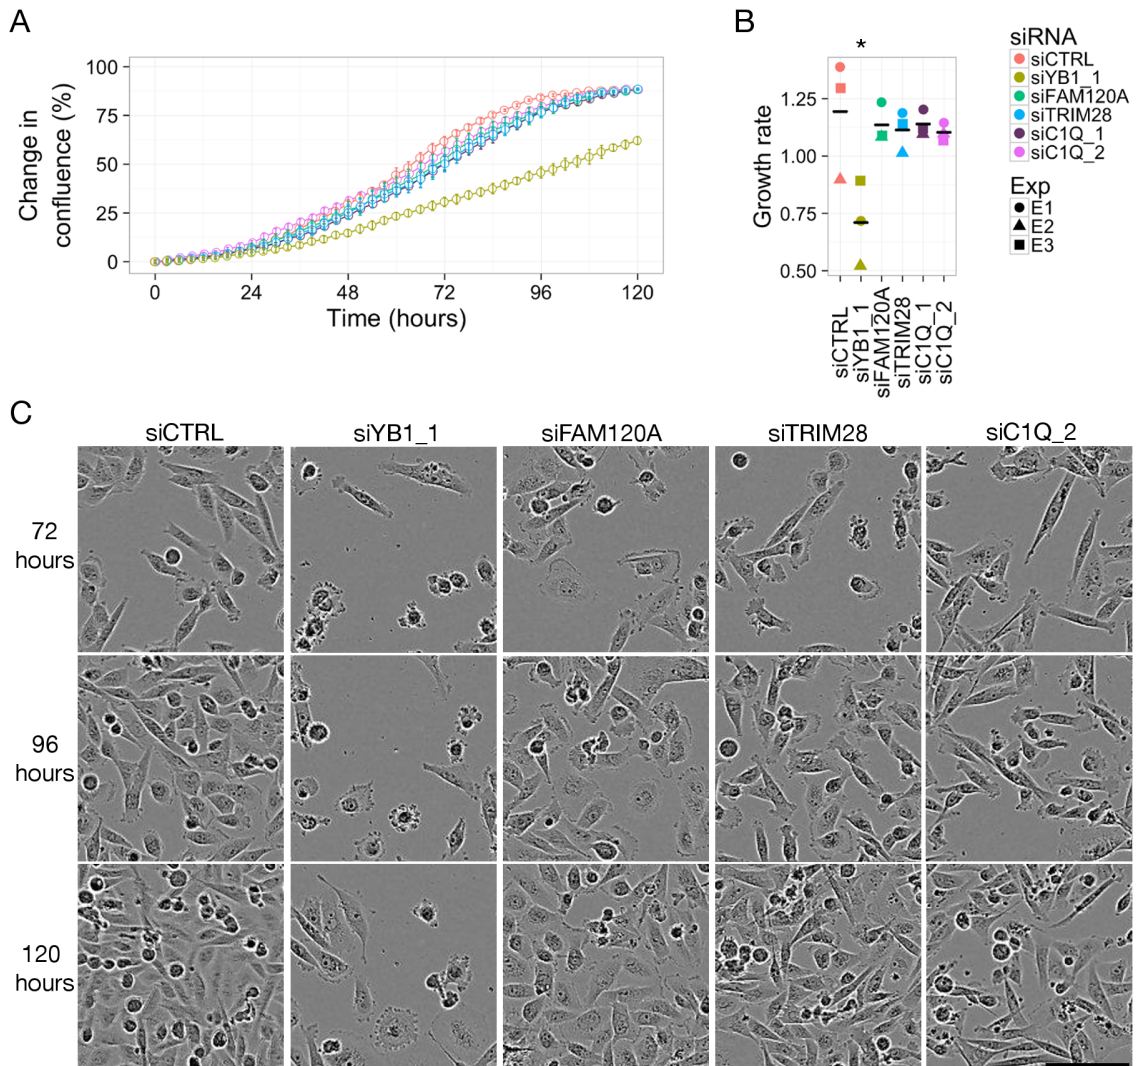 A
Change in
confluence (%)
100
75
50
25
0
0 24 48 72 96 120
Time (hours)
B
*
Growth rate
1.25
1.00
0.75
0.50
siCTRL
siYB1_1
siFAM120A
siTRIM28
siC1Q_1
siC1Q_2
siRNA
siCTRL
siYB1_1
siFAM120A
siTRIM28
siC1Q_1
siC1Q_2
Exp
E1
E2
E3
C
siCTRL siYB1_1 siFAM120A siTRIM28 siC1Q_2
72
hours
96
hours
120
hours